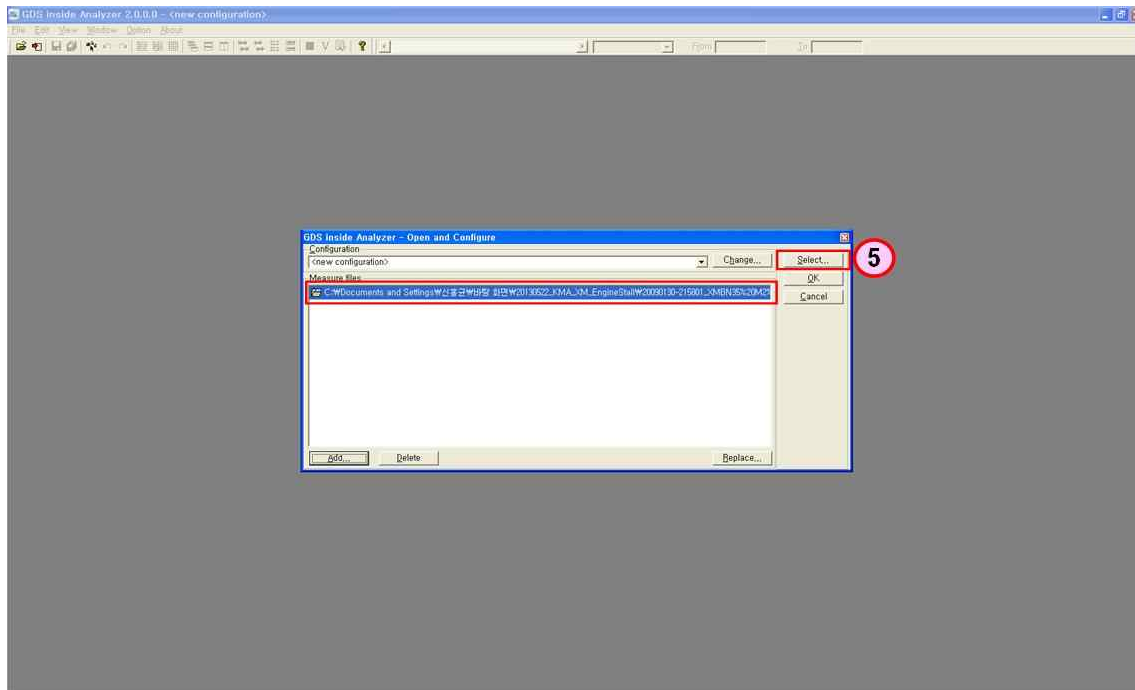 GDS Inside Analyzer 2.0.0.0 - <new configuration>
File Edit View Window Option About
V ? From To
GDS Inside Analyzer - Open and Configure
Configuration
<new configuration> Change... Select...
Measure files OK
C:₩Documents and Settings₩신흥균₩바탕 화면₩20130522_KMA_XM_EngineStall₩20090130-215801_XMBN35%20M2 Cancel
5
Add... Delete Replace...